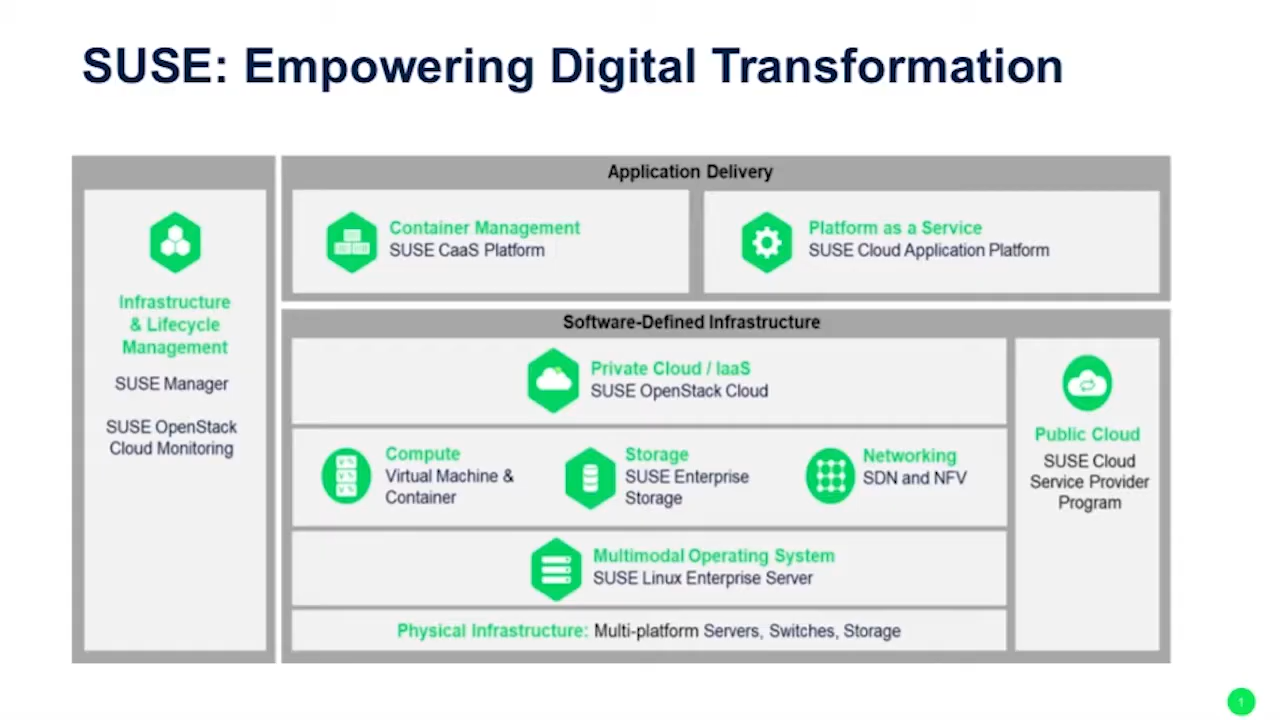 SUSE: Empowering Digital Transformation
Infrastructure
& Lifecycle
Management
SUSE Manager
SUSE OpenStack
Cloud Monitoring
Application Delivery
Container Management
SUSE CaaS Platform
Platform as a Service
SUSE Cloud Application Platform
Software-Defined Infrastructure
Private Cloud / IaaS
SUSE OpenStack Cloud
Compute
Virtual Machine &
Container
Storage
SUSE Enterprise
Storage
Networking
SDN and NFV
Multimodal Operating System
SUSE Linux Enterprise Server
Physical Infrastructure: Multi-platform Servers, Switches, Storage
Public Cloud
SUSE Cloud
Service Provider
Program
1